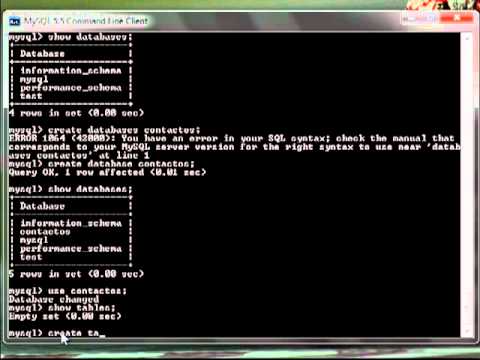 MySQL 5.5 Command Line Client
mysql> show databases;
+--------------------+
| Database           |
+--------------------+
| information_schema |
| mysql              |
| performance_schema |
| test               |
+--------------------+
4 rows in set (0.00 sec)
mysql> create databases contactos;
ERROR 1064 (42000): You have an error in your SQL syntax; check the manual that
corresponds to your MySQL server version for the right syntax to use near 'datab
ases contactos' at line 1
mysql> create database contactos;
Query OK, 1 row affected (0.01 sec)
mysql> show databases;
+--------------------+
| Database           |
+--------------------+
| information_schema |
| contactos          |
| mysql              |
| performance_schema |
| test               |
+--------------------+
5 rows in set (0.00 sec)
mysql> use contactos;
Database changed
mysql> show tables;
Empty set (0.00 sec)
mysql> create ta_